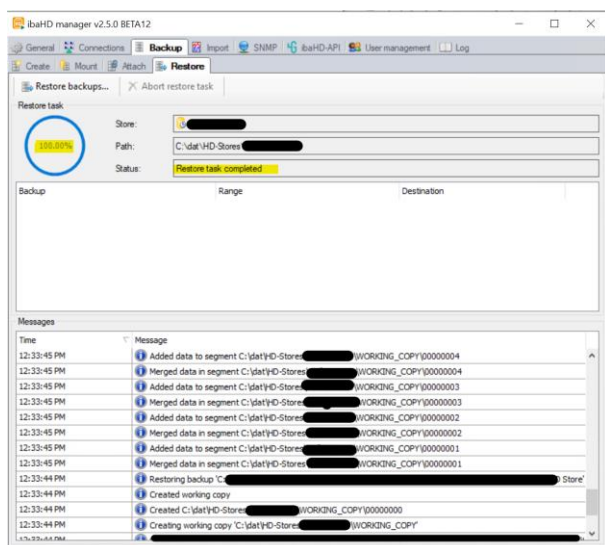 ibaHD manager v2.5.0 BETA12
General Connections Backup Import SNMP ibaHD-API User management Log
Create Mount Attach Restore
Restore backups... Abort restore task
Restore task
100.00%
Store:
Path: C:\dat\HD-Stores
Status: Restore task completed
Backup Range Destination
Messages
Time Message
12:33:45 PM Added data to segment C:\dat\HD-Stores \WORKING_COPY\00000004
12:33:45 PM Merged data in segment C:\dat\HD-Stores \WORKING_COPY\00000004
12:33:45 PM Added data to segment C:\dat\HD-Stores \WORKING_COPY\00000003
12:33:45 PM Merged data in segment C:\dat\HD-Stores \WORKING_COPY\00000003
12:33:45 PM Added data to segment C:\dat\HD-Stores \WORKING_COPY\00000002
12:33:45 PM Merged data in segment C:\dat\HD-Stores \WORKING_COPY\00000002
12:33:45 PM Added data to segment C:\dat\HD-Stores \WORKING_COPY\00000001
12:33:45 PM Merged data in segment C:\dat\HD-Stores \WORKING_COPY\00000001
12:33:44 PM Restoring backup 'C: Store'
12:33:44 PM Created working copy
12:33:44 PM Created C:\dat\HD-Stores \WORKING_COPY\00000000
12:33:44 PM Creating working copy 'C:\dat\HD-Stores \WORKING_COPY'